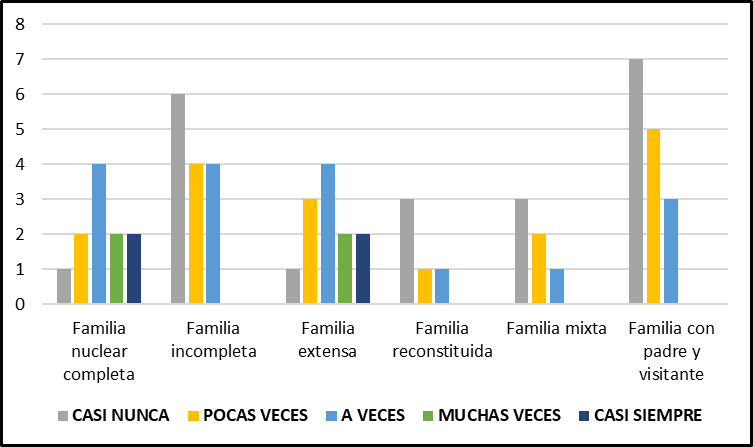 8
7
6
5
4
3
2
1
0
Familia
nuclear
completa
Familia
incompleta
Familia
extensa
Familia
reconstituida
Familia mixta
Familia con
padre y
visitante
CASI NUNCA POCAS VECES A VECES MUCHAS VECES CASI SIEMPRE